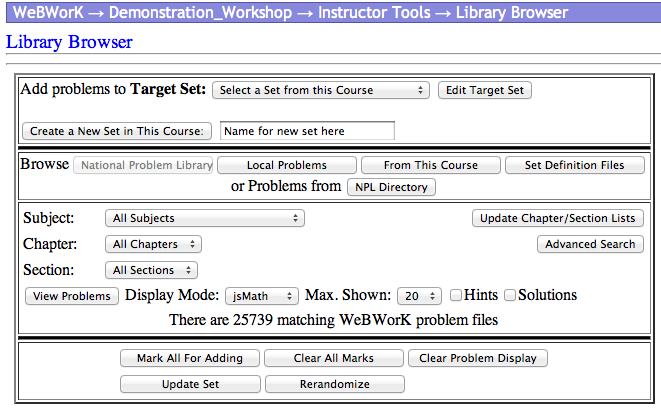 WeBWorK → Demonstration_Workshop → Instructor Tools → Library Browser
Library Browser
Add problems to Target Set: Select a Set from this Course Edit Target Set
Create a New Set in This Course: Name for new set here
Browse National Problem Library Local Problems From This Course Set Definition Files
or Problems from NPL Directory
Subject: All Subjects Update Chapter/Section Lists
Chapter: All Chapters Advanced Search
Section: All Sections
View Problems Display Mode: jsMath Max. Shown: 20 Hints Solutions
There are 25739 matching WeBWorK problem files
Mark All For Adding Clear All Marks Clear Problem Display
Update Set Rerandomize